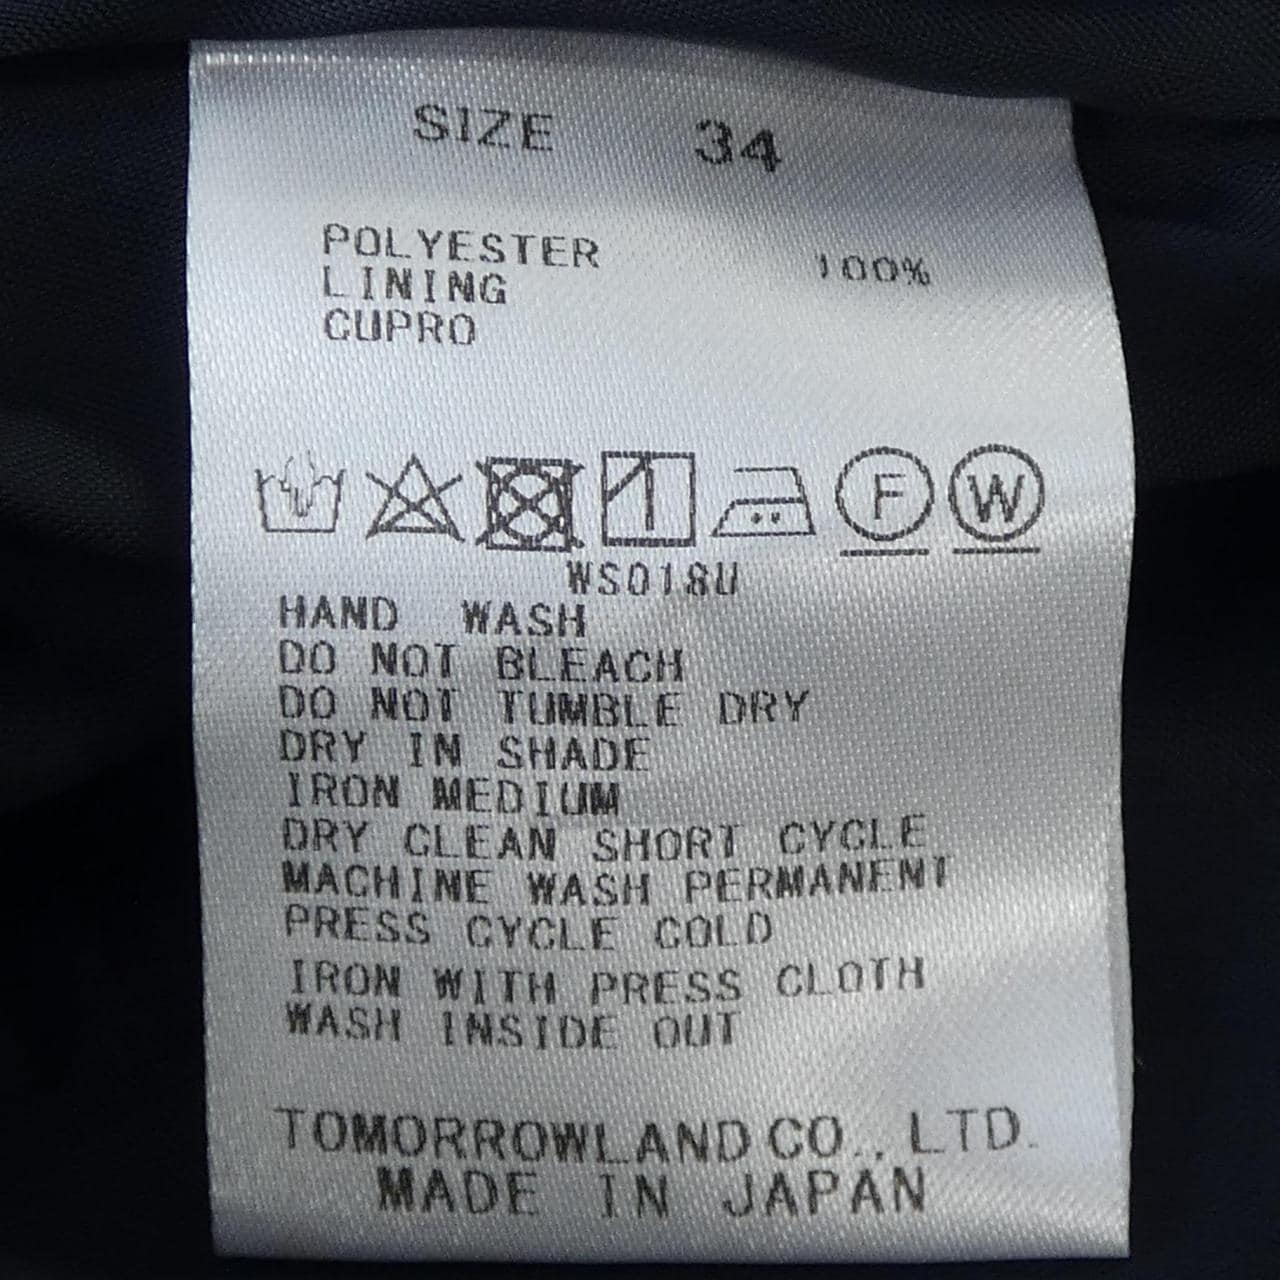 SIZE 34
POLYESTER 100%
LINING
CUPRO
F W
WS018U
HAND WASH
DO NOT BLEACH
DO NOT TUMBLE DRY
DRY IN SHADE
IRON MEDIUM
DRY CLEAN SHORT CYCLE
MACHINE WASH PERMANENT
PRESS CYCLE COLD
IRON WITH PRESS CLOTH
WASH INSIDE OUT
TOMORROWLAND CO., LTD.
MADE IN JAPAN